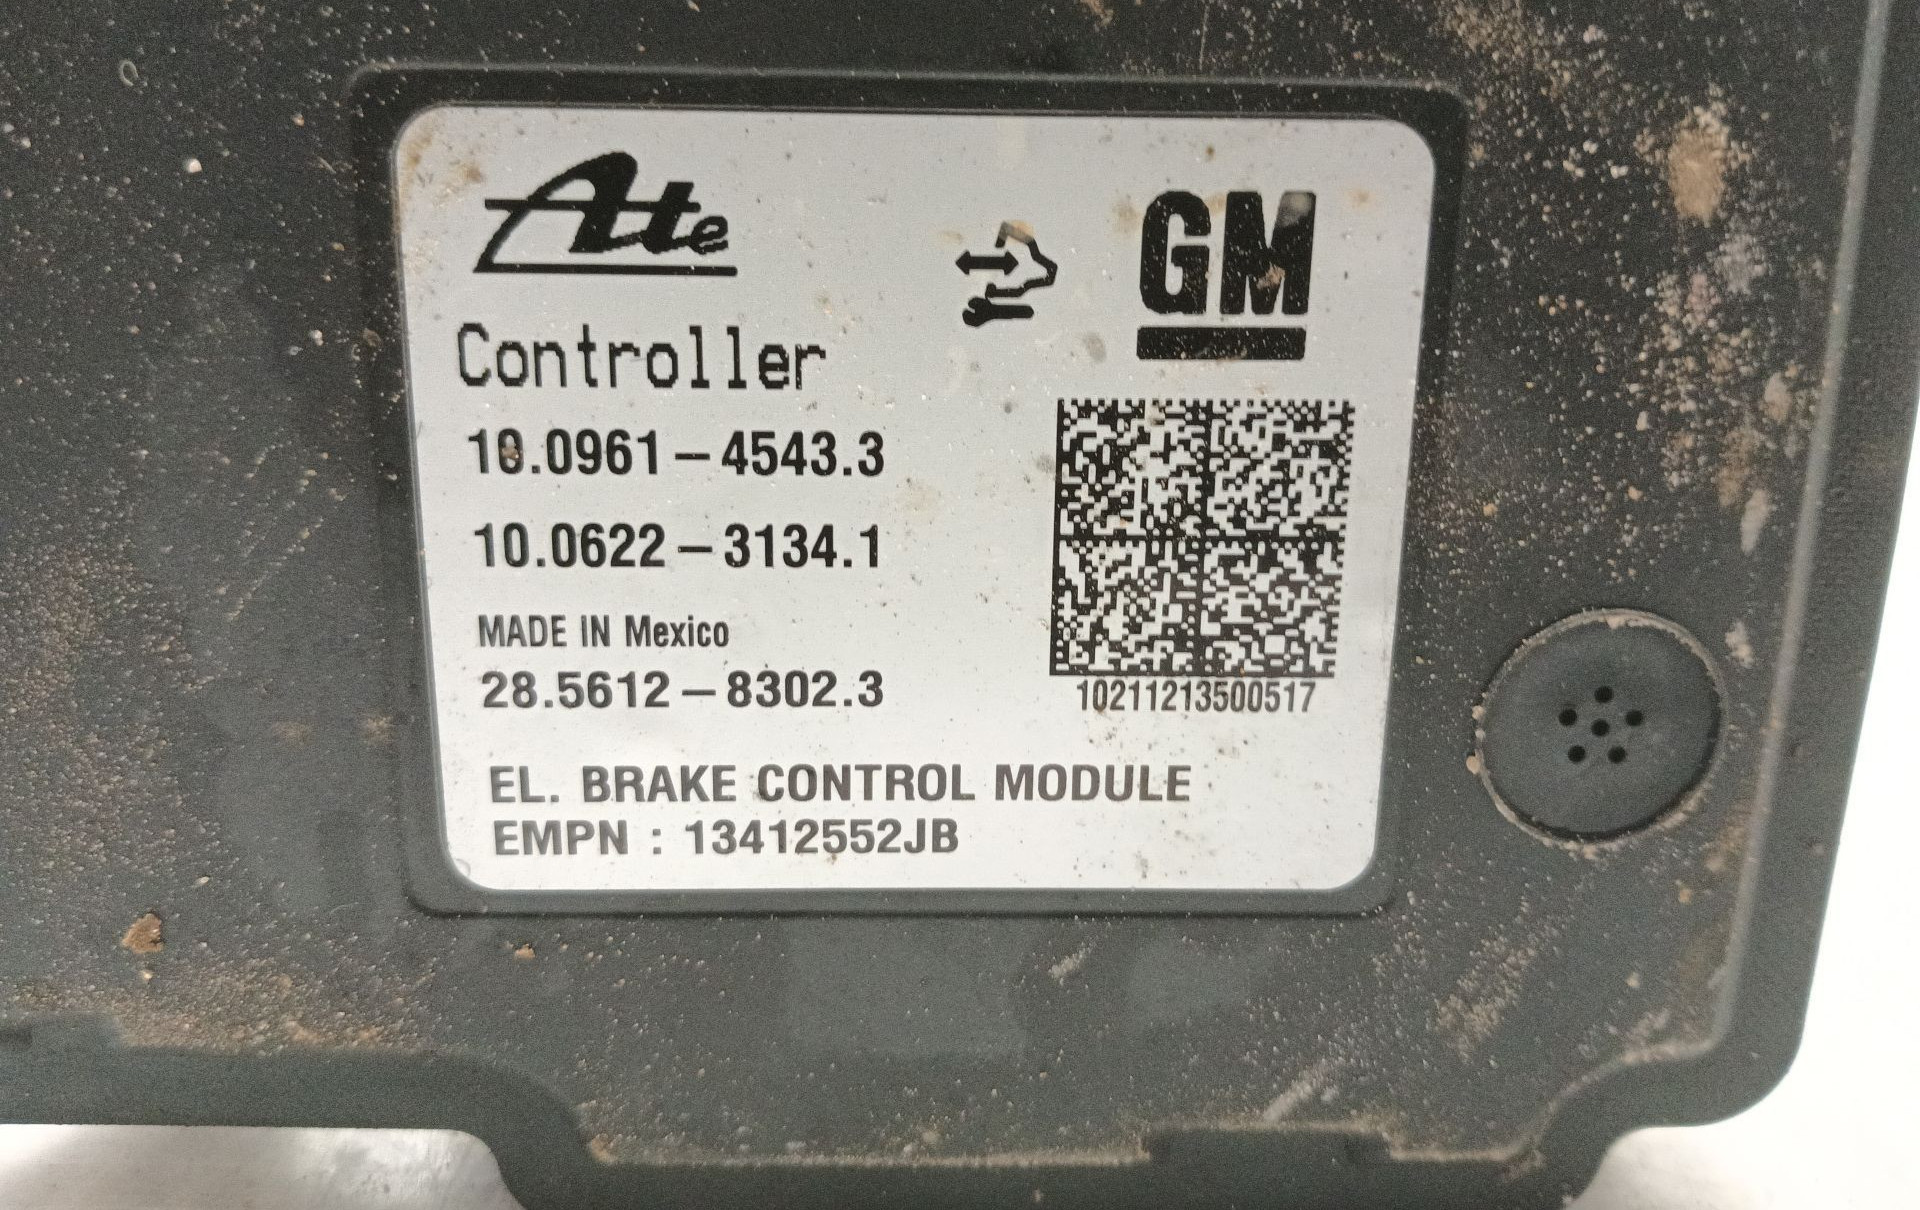 Ate
GM
Controller
10.0961-4543.3
10.0622-3134.1
MADE IN Mexico
28.5612-8302.3
10211213500517
EL. BRAKE CONTROL MODULE
EMPN : 13412552JB